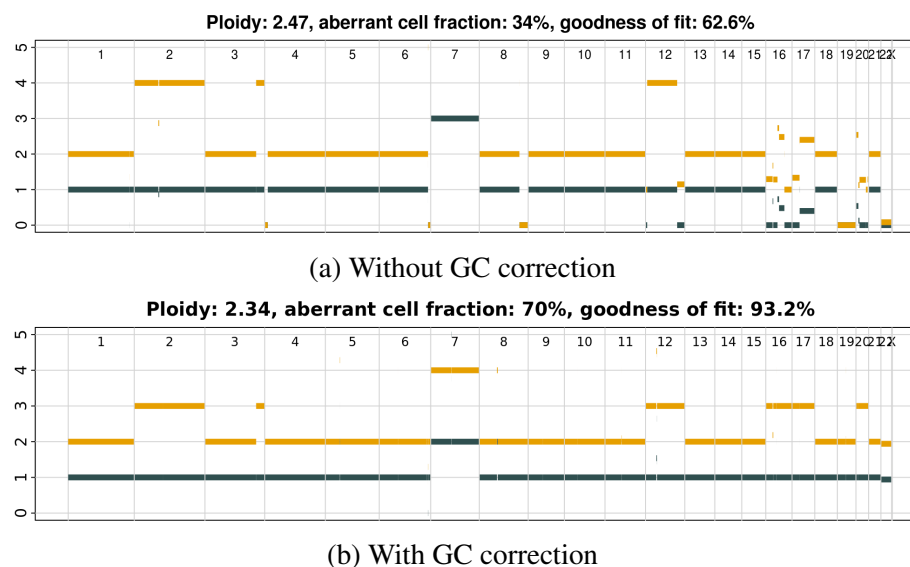 Ploidy: 2.47, aberrant cell fraction: 34%, goodness of fit: 62.6%
1 2 3 4 5 6 7 8 9 10 11 12 13 14 15 16 17 18 19 20 21 22 X
5
4
3
2
1
0
(a) Without GC correction
Ploidy: 2.34, aberrant cell fraction: 70%, goodness of fit: 93.2%
1 2 3 4 5 6 7 8 9 10 11 12 13 14 15 16 17 18 19 20 21 22 X
5
4
3
2
1
0
(b) With GC correction